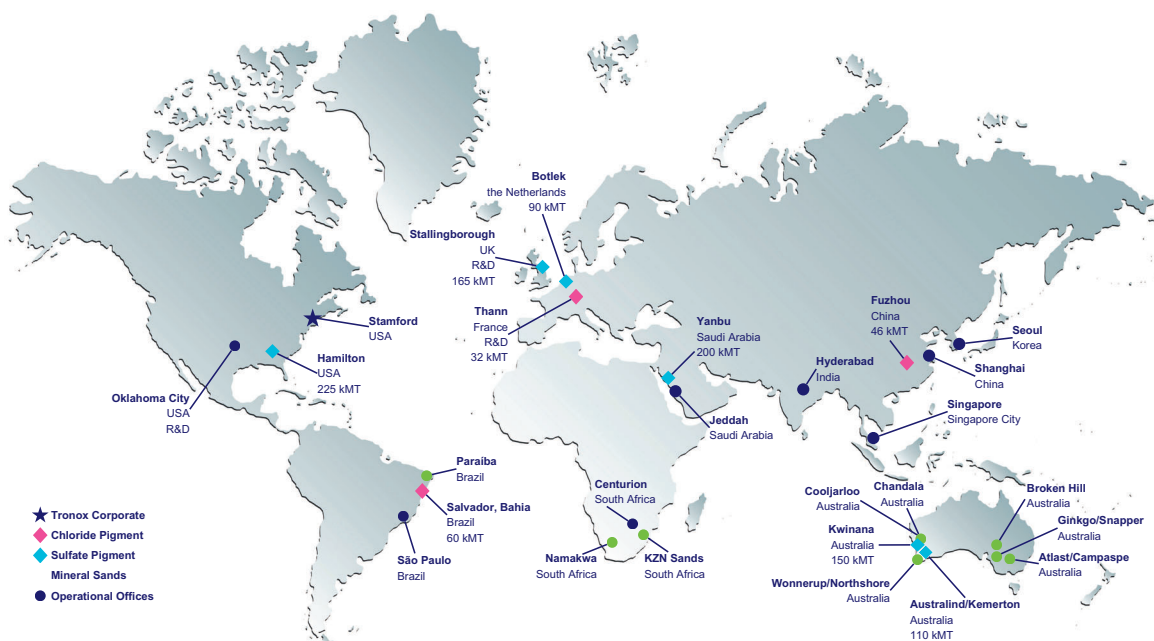 Botlek
the Netherlands
90 kMT
Stallingborough
UK
R&D
165 kMT
Thann
France
R&D
32 kMT
Stamford
USA
Hamilton
USA
225 kMT
Oklahoma City
USA
R&D
Yanbu
Saudi Arabia
200 kMT
Jeddah
Saudi Arabia
Hyderabad
India
Fuzhou
China
46 kMT
Seoul
Korea
Shanghai
China
Singapore
Singapore City
Paraiba
Brazil
Salvador, Bahia
Brazil
60 kMT
São Paulo
Brazil
Centurion
South Africa
Namakwa
South Africa
KZN Sands
South Africa
Chandala
Australia
Cooljarloo
Australia
Kwinana
Australia
150 kMT
Wonnerup/Northshore
Australia
Australind/Kemerton
Australia
110 kMT
Broken Hill
Australia
Ginkgo/Snapper
Australia
Atlast/Campaspe
Australia
Tronox Corporate
Chloride Pigment
Sulfate Pigment
Mineral Sands
Operational Offices